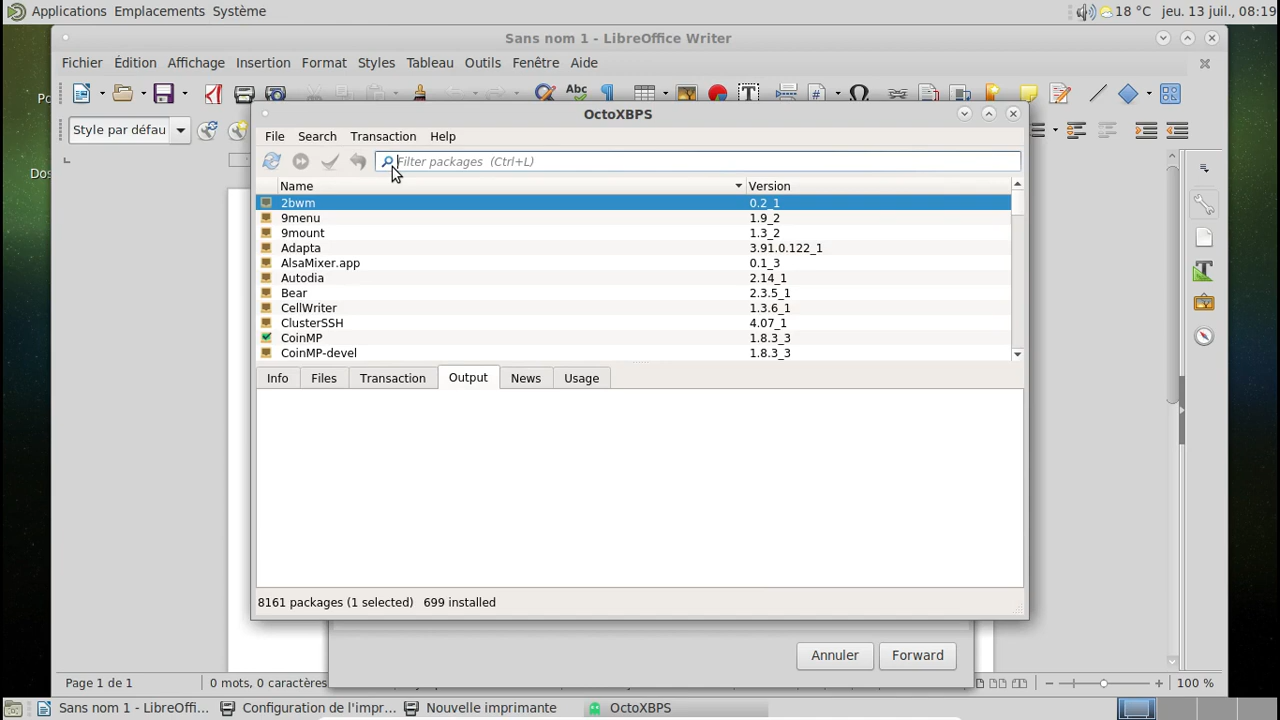 Applications Emplacements Système 18 °C jeu. 13 juil., 08:19
Sans nom 1 - LibreOffice Writer
Fichier Édition Affichage Insertion Format Styles Tableau Outils Fenêtre Aide
Abc
Style par défau
OctoXBPS
File Search Transaction Help
Filter packages (Ctrl+L)
Name Version
2bwm 0.2_1
9menu 1.9_2
9mount 1.3_2
Adapta 3.91.0.122_1
AlsaMixer.app 0.1_3
Autodia 2.14_1
Bear 2.3.5_1
CellWriter 1.3.6_1
ClusterSSH 4.07_1
CoinMP 1.8.3_3
CoinMP-devel 1.8.3_3
Info Files Transaction Output News Usage
8161 packages (1 selected) 699 installed
Annuler Forward
Page 1 de 1 0 mots, 0 caractères 100 %
Sans nom 1 - LibreOffi... Configuration de l'impr... Nouvelle imprimante OctoXBPS